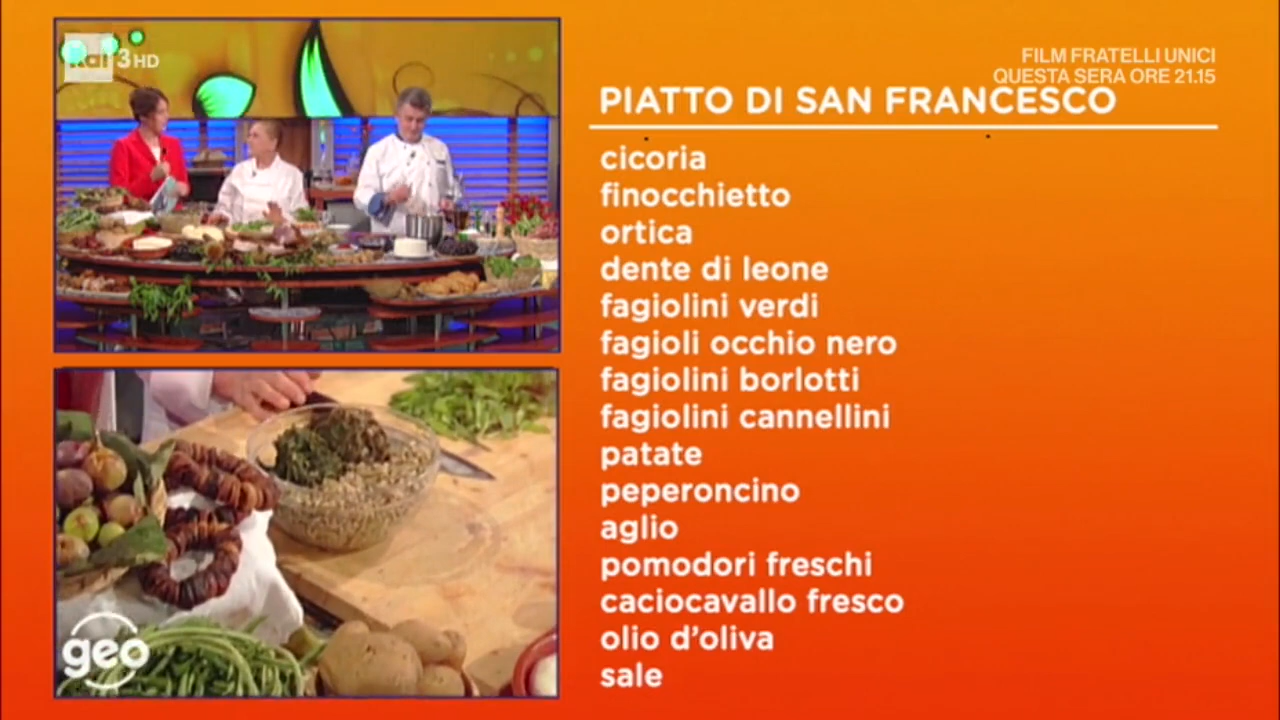 Rai 3HD
FILM FRATELLI UNICI
QUESTA SERA ORE 21.15
PIATTO DI SAN FRANCESCO
cicoria
finocchietto
ortica
dente di leone
fagiolini verdi
fagioli occhio nero
fagiolini borlotti
fagiolini cannellini
patate
peperoncino
aglio
pomodori freschi
caciocavallo fresco
olio d'oliva
sale
geo